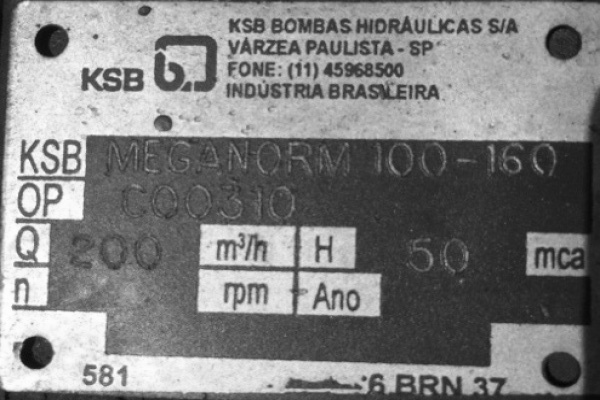 KSB BOMBAS HIDRÁULICAS S/A
VÁRZEA PAULISTA - SP
FONE: (11) 45968500
INDÚSTRIA BRASILEIRA
KSB
KSB MEGANORM 100-160
OP C00310
Q 200 m³/h H 50 mca
n rpm Ano
581
6 BRN 37